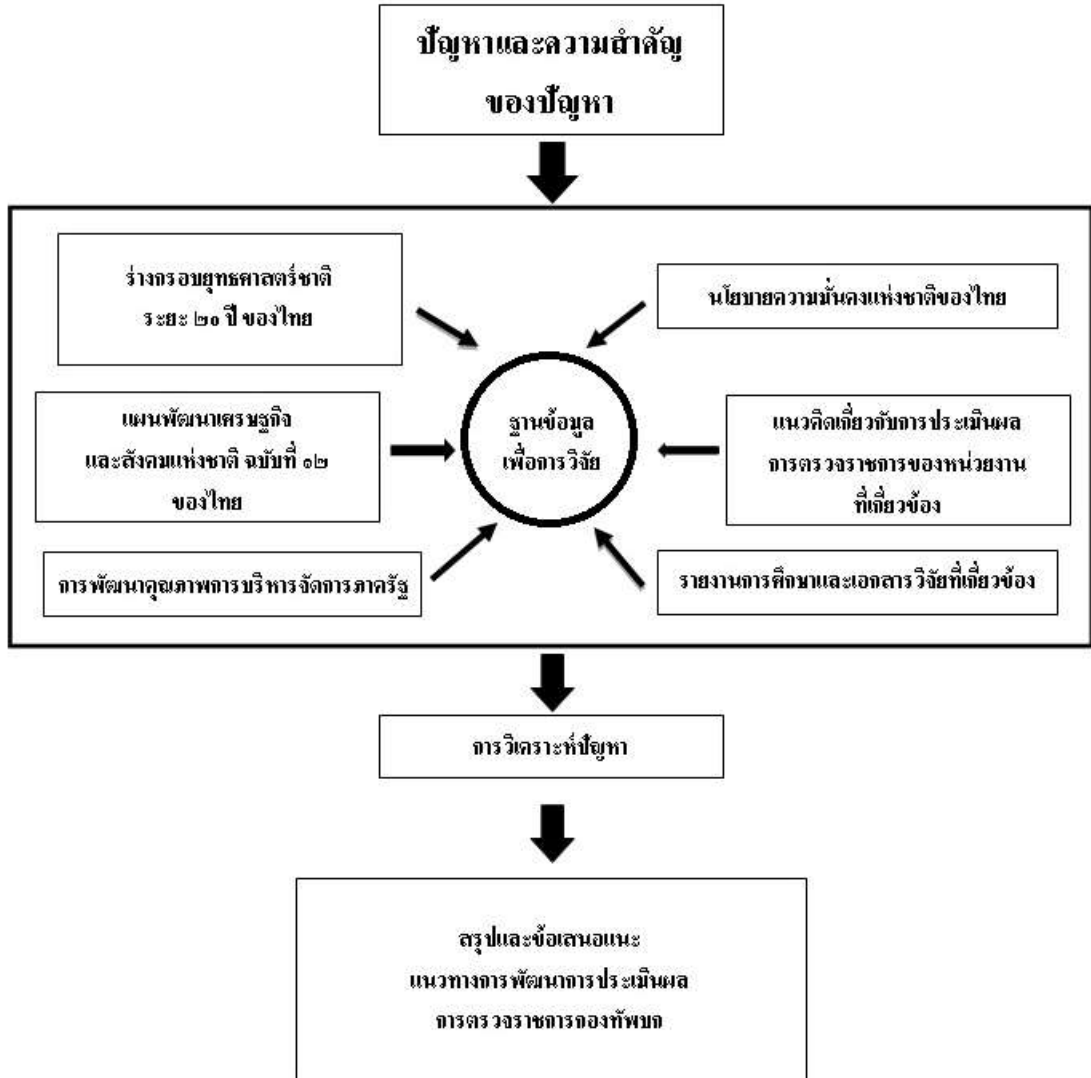 ปัญหาและความสำคัญ
ของปัญหา
ร่างกรอบยุทธศาสตร์ชาติ
ระยะ ๒๐ ปี ของไทย
นโยบายความมั่นคงแห่งชาติของไทย
แผนพัฒนาเศรษฐกิจ
และสังคมแห่งชาติ ฉบับที่ ๑๒
ของไทย
ฐานข้อมูล
เพื่อการวิจัย
แนวคิดเกี่ยวกับการประเมินผล
การตรวจราชการของหน่วยงาน
ที่เกี่ยวข้อง
การพัฒนาคุณภาพการบริหารจัดการภาครัฐ
รายงานการศึกษาและเอกสารวิจัยที่เกี่ยวข้อง
การวิเคราะห์ปัญหา
สรุปและข้อเสนอแนะ
แนวทางการพัฒนาการประเมินผล
การตรวจราชการกองทัพบก